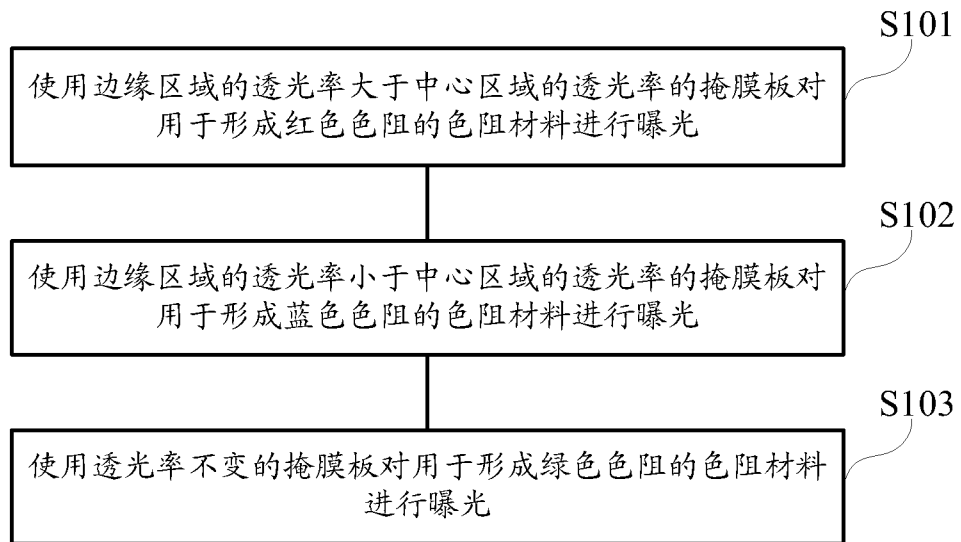 S101
使用边缘区域的透光率大于中心区域的透光率的掩膜板对
用于形成红色色阻的色阻材料进行曝光
S102
使用边缘区域的透光率小于中心区域的透光率的掩膜板对
用于形成蓝色色阻的色阻材料进行曝光
S103
使用透光率不变的掩膜板对用于形成绿色色阻的色阻材料
进行曝光